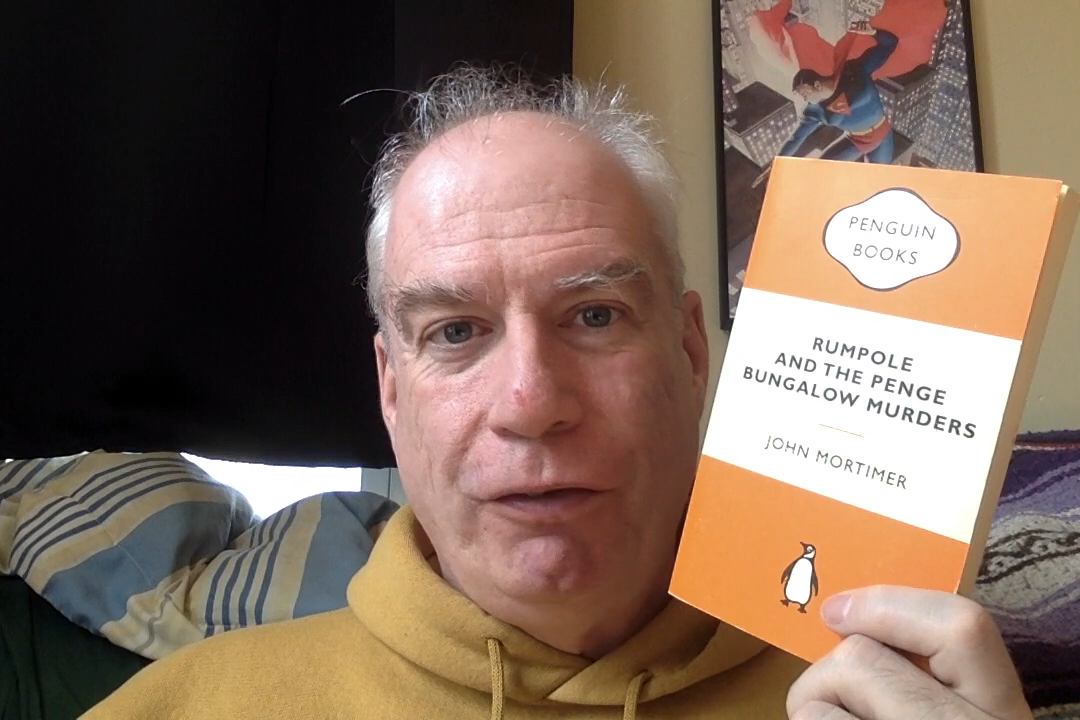 PENGUIN
BOOKS
RUMPOLE
AND THE PENGE
BUNGALOW MURDERS
JOHN MORTIMER